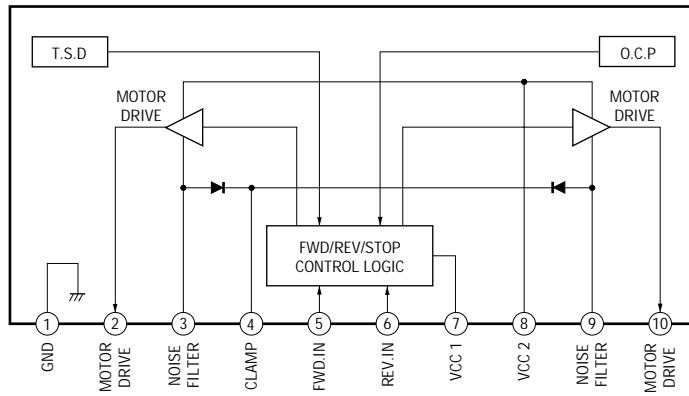 T.S.D
O.C.P
MOTOR
DRIVE
MOTOR
DRIVE
FWD/REV/STOP
CONTROL LOGIC
1
2
3
4
5
6
7
8
9
10
GND
MOTOR
DRIVE
NOISE
FILTER
CLAMP
FWD.IN
REV.IN
VCC 1
VCC 2
NOISE
FILTER
MOTOR
DRIVE